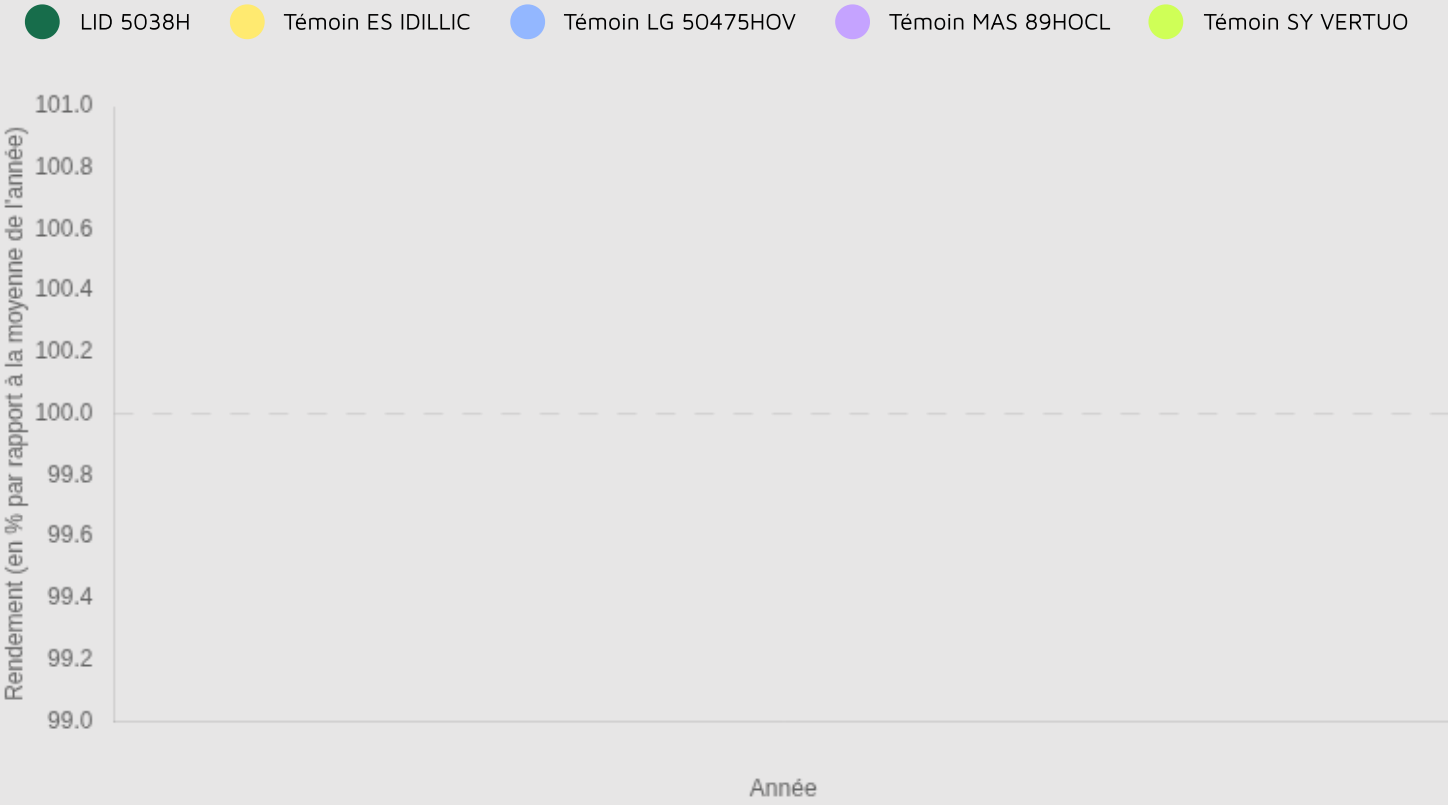 LID 5038H
Témoin ES IDILLIC
Témoin LG 50475HOV
Témoin MAS 89HOCL
Témoin SY VERTUO
Rendement (en % par rapport à la moyenne de l'année)
101.0
100.8
100.6
100.4
100.2
100.0
99.8
99.6
99.4
99.2
99.0
Année